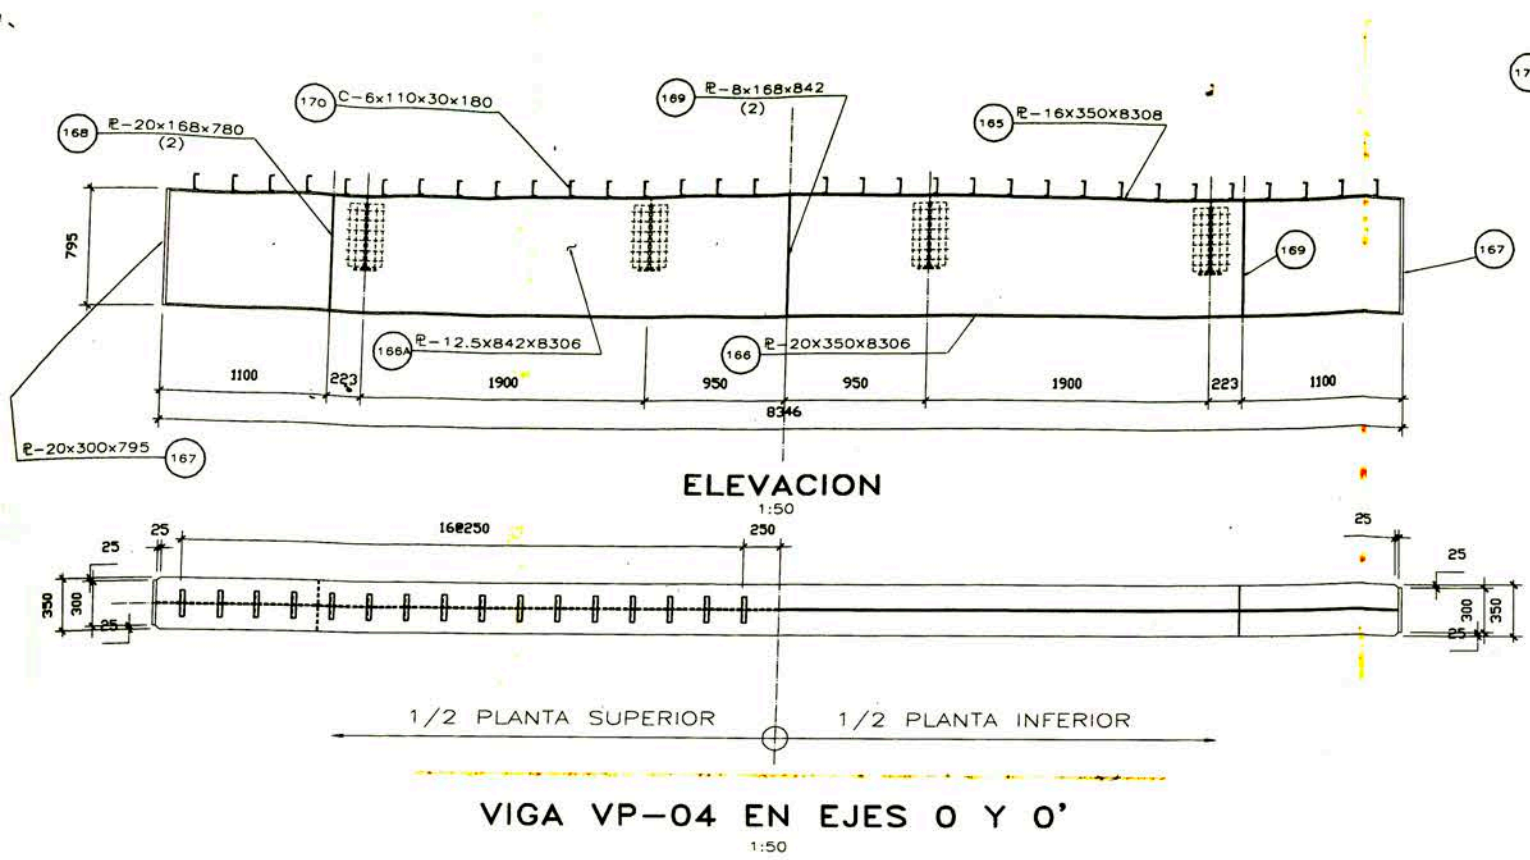 170 C-6x110x30x180
169 PL-8x168x842
(2)
168 PL-20x168x780
(2)
165 PL-16x350x8308
795
169
167
166A PL-12.5x842x8306
166 PL-20x350x8306
1100 223 1900 950 950 1900 223 1100
8346
PL-20x300x795 167
ELEVACION
1:50
25 16@250 250 25
25 25
350 300 300 350
25 25
1/2 PLANTA SUPERIOR 1/2 PLANTA INFERIOR
VIGA VP-04 EN EJES O Y O'
1:50